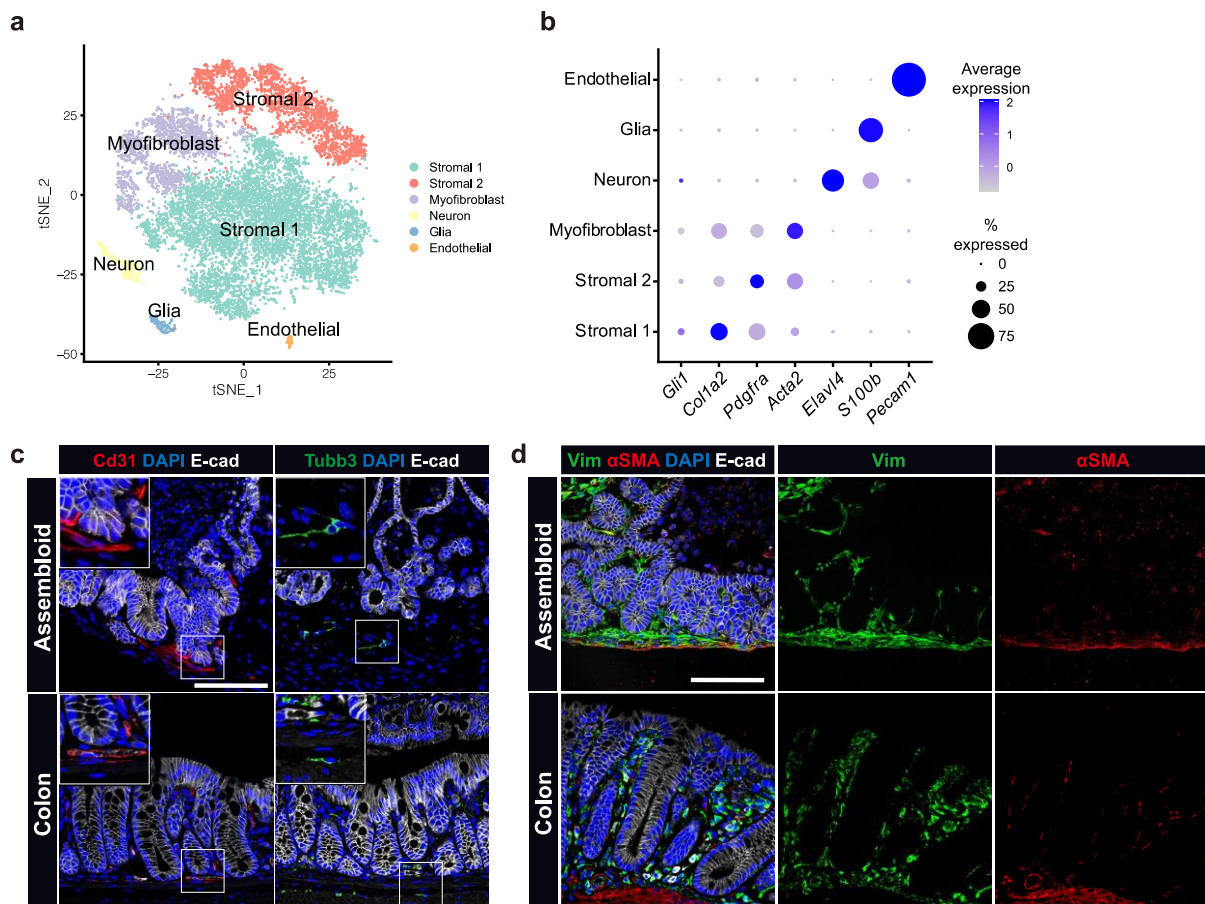 a
tSNE_2
25
0
−25
−50
−25
0
25
tSNE_1
Stromal 2
Myofibroblast
Stromal 1
Neuron
Glia
Endothelial
Stromal 1
Stromal 2
Myofibroblast
Neuron
Glia
Endothelial
b
Endothelial
Glia
Neuron
Myofibroblast
Stromal 2
Stromal 1
Gli1
Col1a2
Pdgfra
Acta2
Elavl4
S100b
Pecam1
Average
expression
2
1
0
%
expressed
0
25
50
75
c
Cd31 DAPI E-cad
Tubb3 DAPI E-cad
Assembloid
Colon
d
Vim αSMA DAPI E-cad
Vim
αSMA
Assembloid
Colon